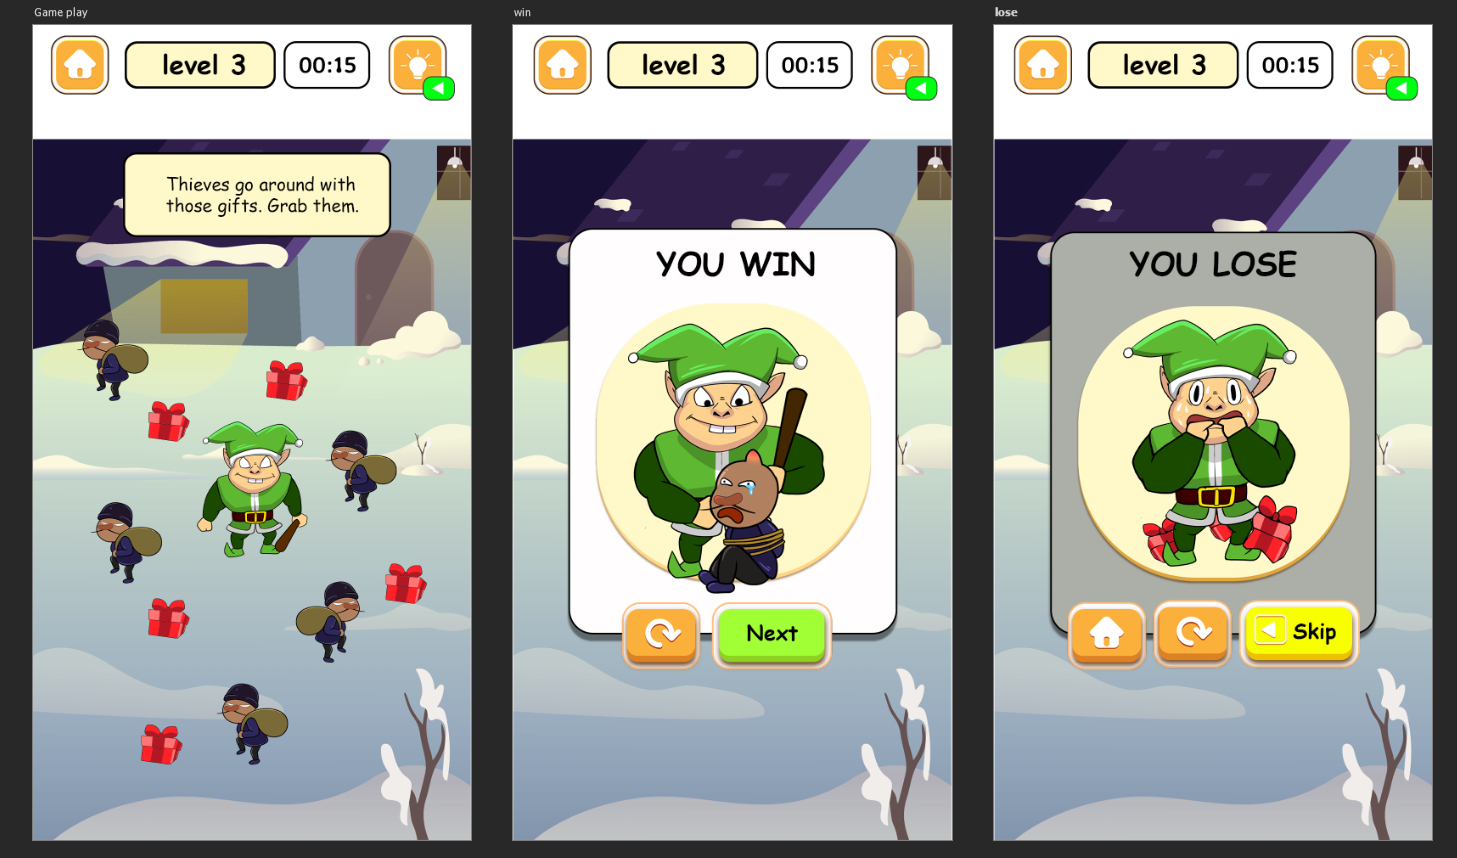 Game play
level 3
00:15
Thieves go around with
those gifts. Grab them.
win
level 3
00:15
YOU WIN
Next
lose
level 3
00:15
YOU LOSE
Skip